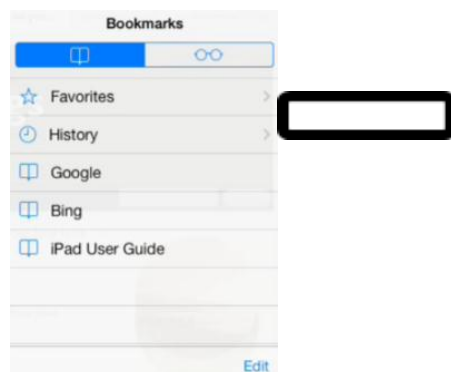 Bookmarks
Favorites
History
Google
Bing
iPad User Guide
Edit